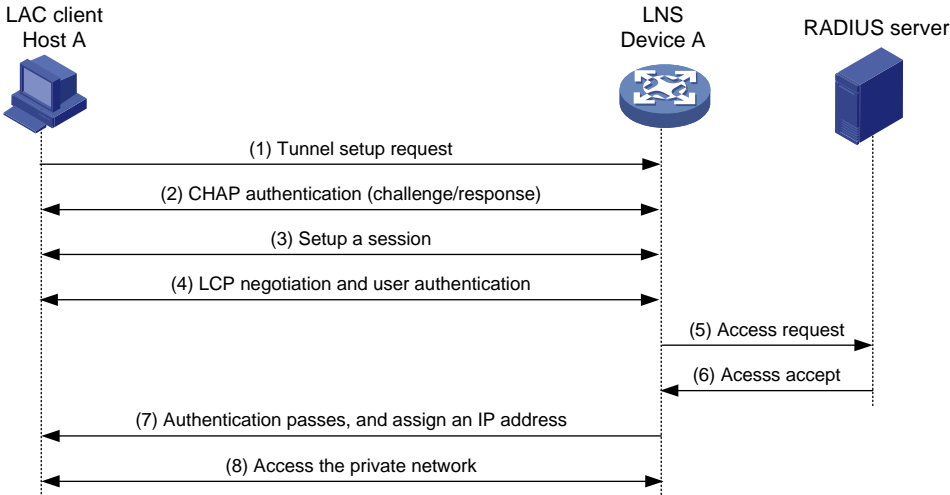 LAC client
Host A
LNS
Device A
RADIUS server
(1) Tunnel setup request
(2) CHAP authentication (challenge/response)
(3) Setup a session
(4) LCP negotiation and user authentication
(5) Access request
(6) Acesss accept
(7) Authentication passes, and assign an IP address
(8) Access the private network